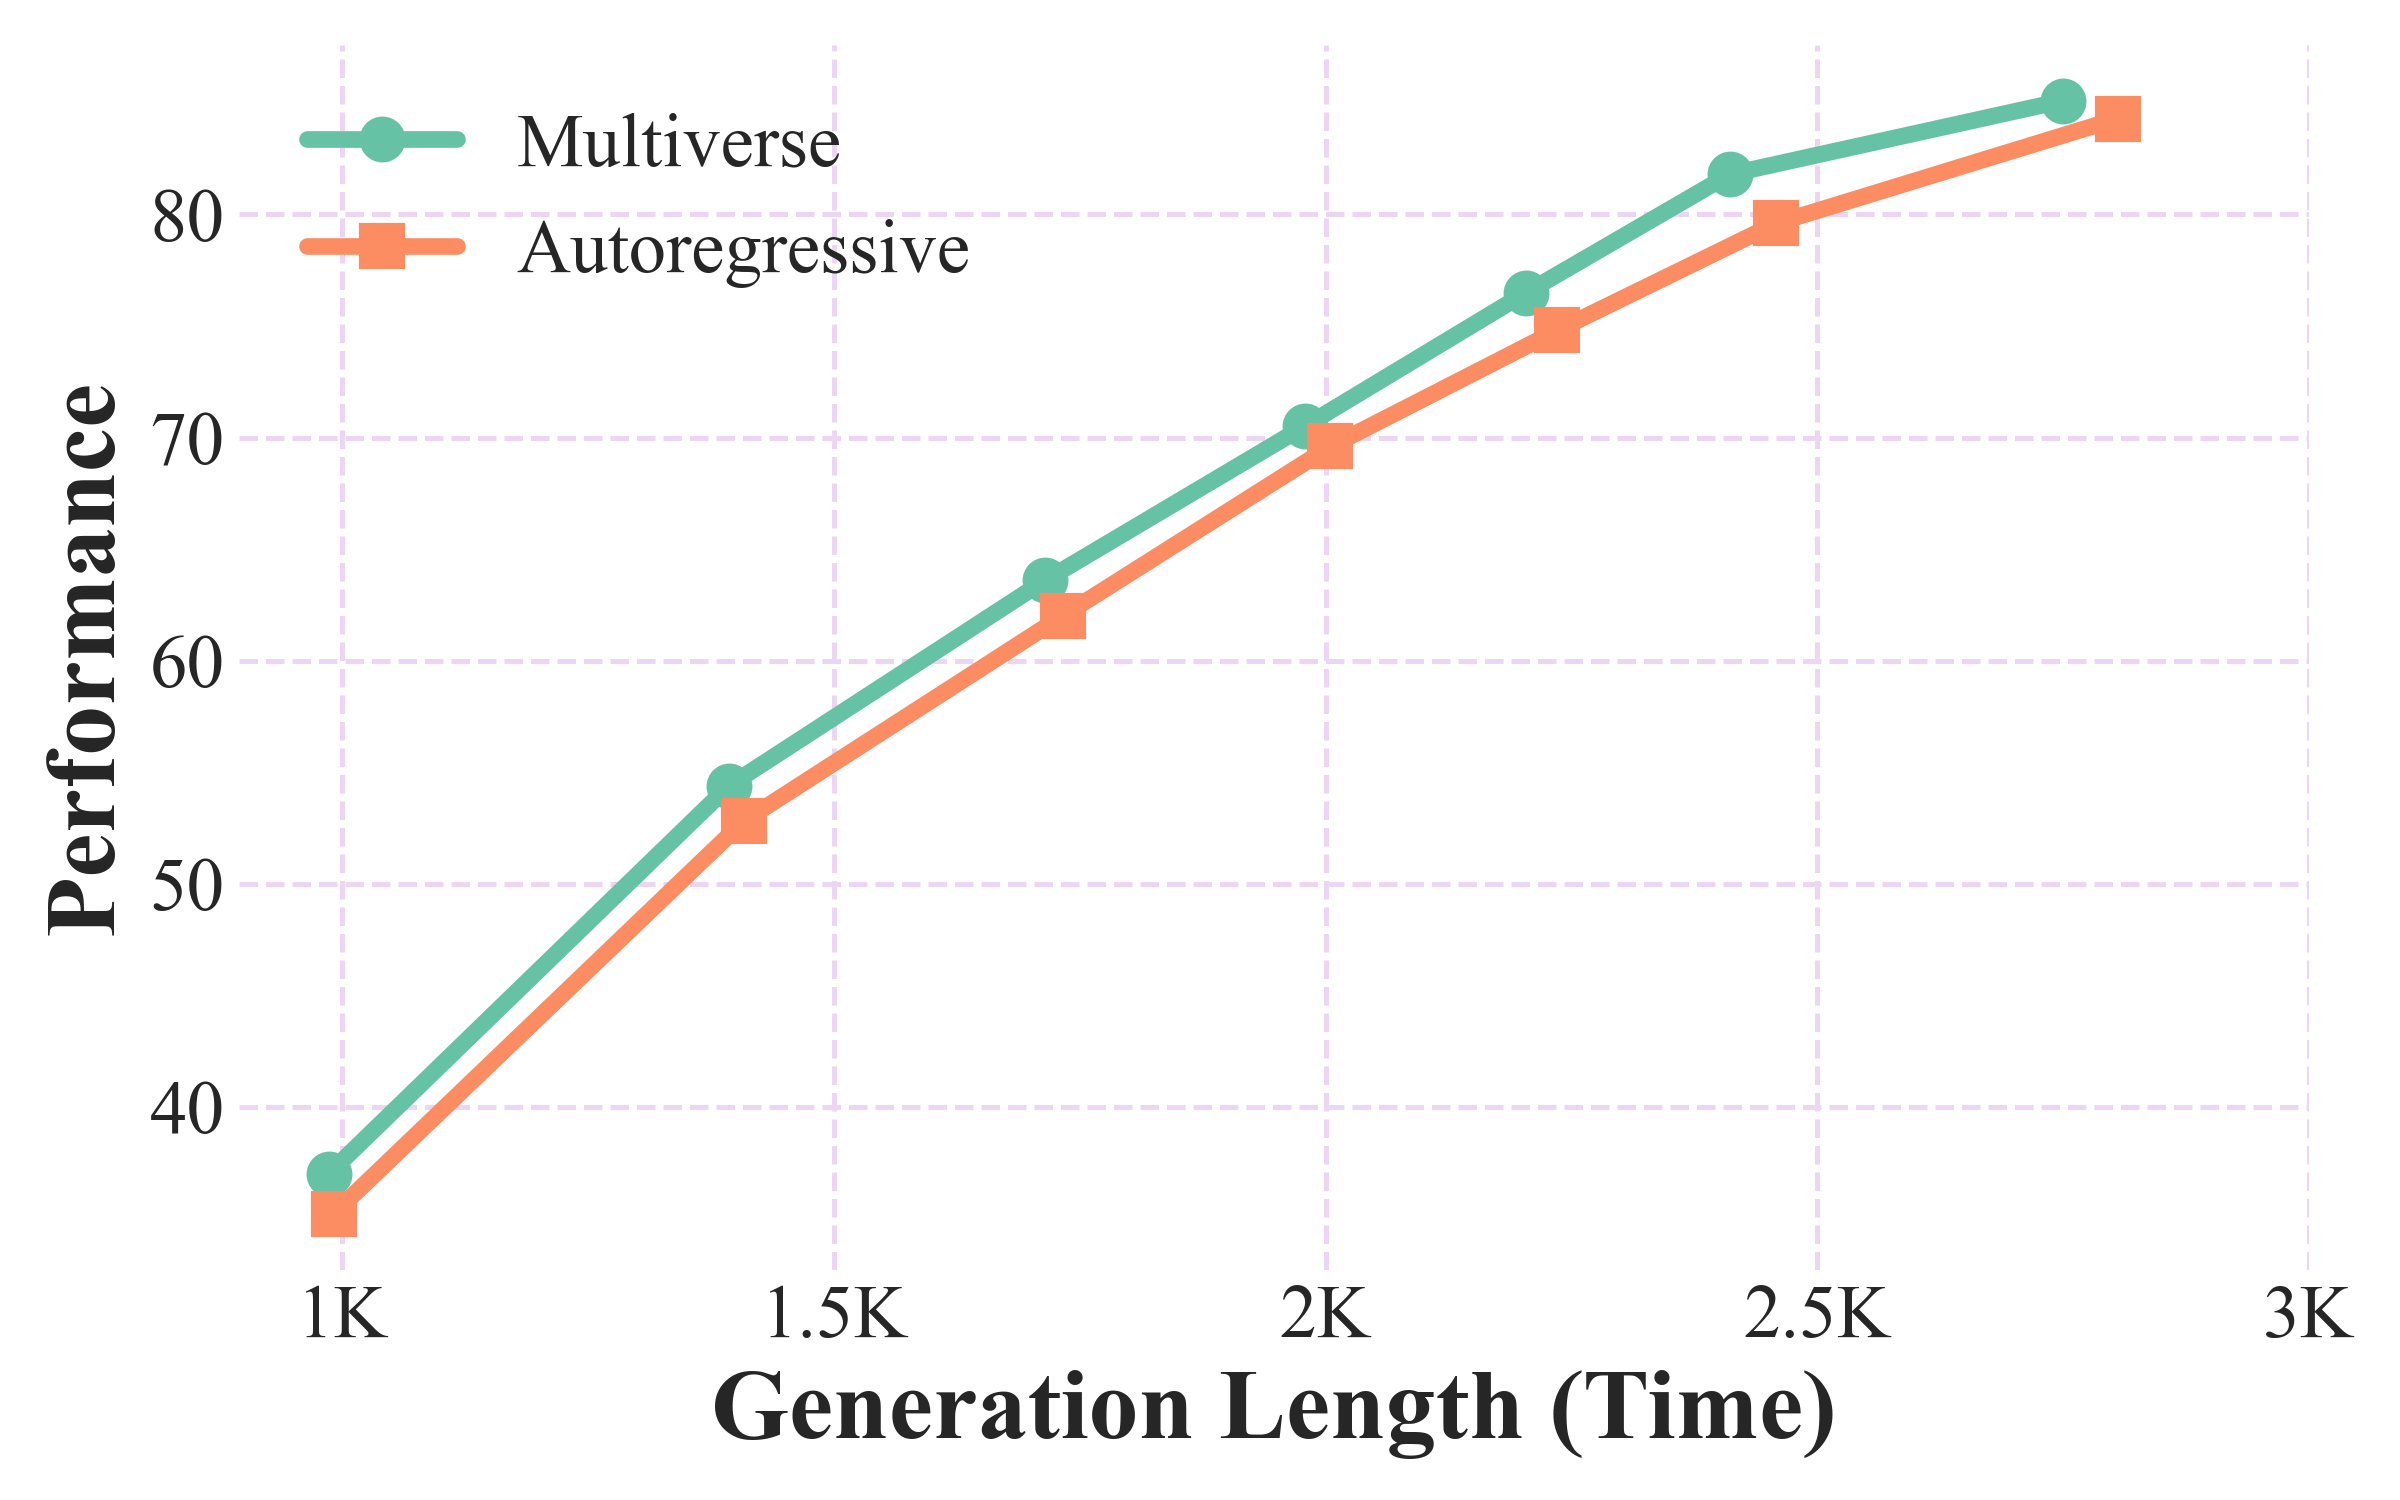 Multiverse
Autoregressive
80
70
60
50
40
Performance
1K 1.5K 2K 2.5K 3K
Generation Length (Time)